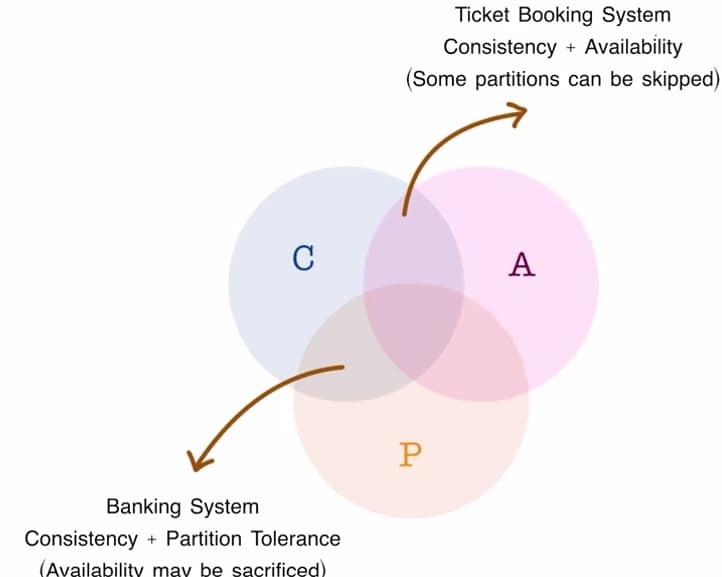 Ticket Booking System
Consistency + Availability
(Some partitions can be skipped)
C
A
P
Banking System
Consistency + Partition Tolerance
(Availability may be sacrificed)